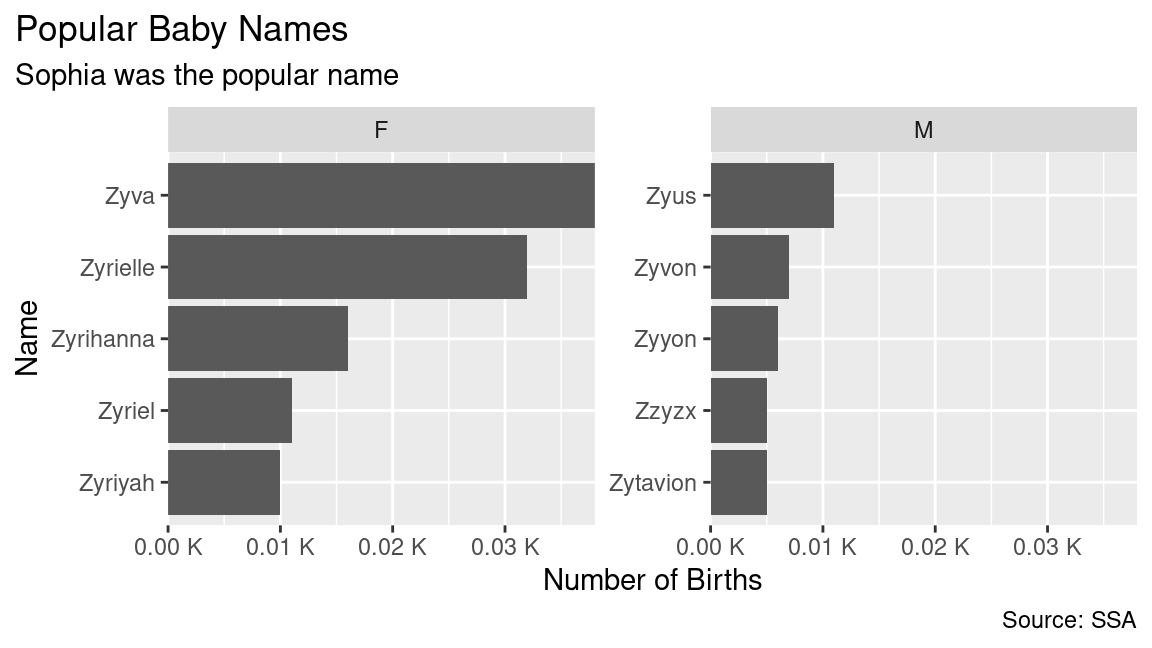 Popular Baby Names
Sophia was the popular name
F
M
Name
Zyva
Zyrielle
Zyrihanna
Zyriel
Zyriyah
Zyus
Zyvon
Zyyon
Zzyzx
Zytavion
0.00 K 0.01 K 0.02 K 0.03 K
0.00 K 0.01 K 0.02 K 0.03 K
Number of Births
Source: SSA